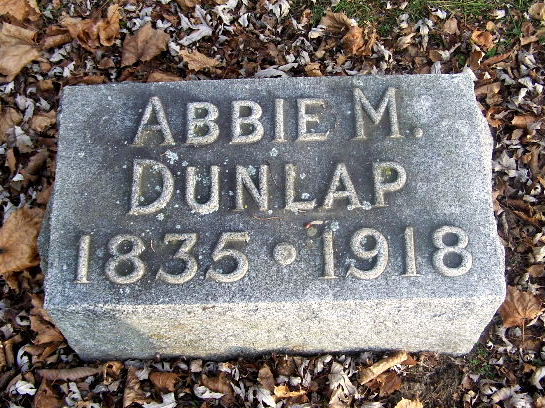 ABBIE M.
DUNLAP
1835 • 1918